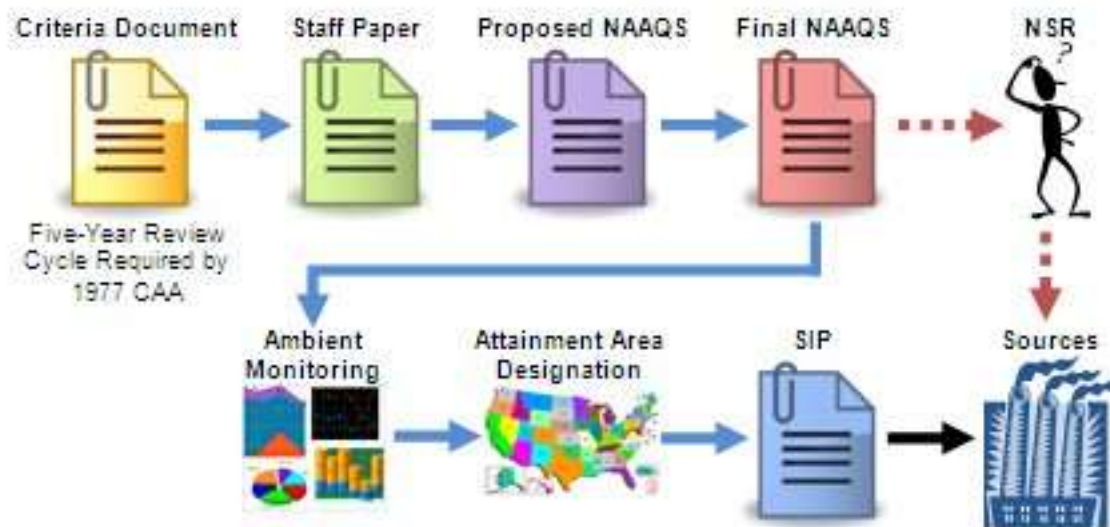 Criteria Document
Staff Paper
Proposed NAAQS
Final NAAQS
NSR
?
Five-Year Review
Cycle Required by
1977 CAA
Ambient
Monitoring
Attainment Area
Designation
SIP
Sources